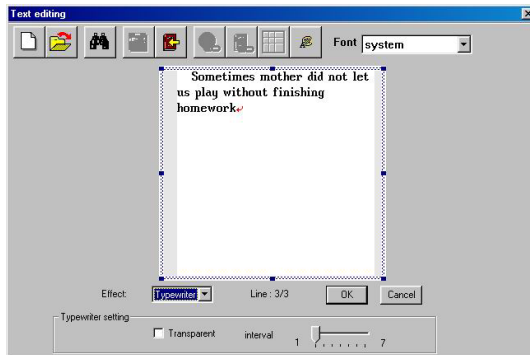 Text editing
Font system
Sometimes mother did not let
us play without finishing
homework
Effect: Typewriter Line : 3/3 OK Cancel
Typewriter setting
Transparent interval 1 7